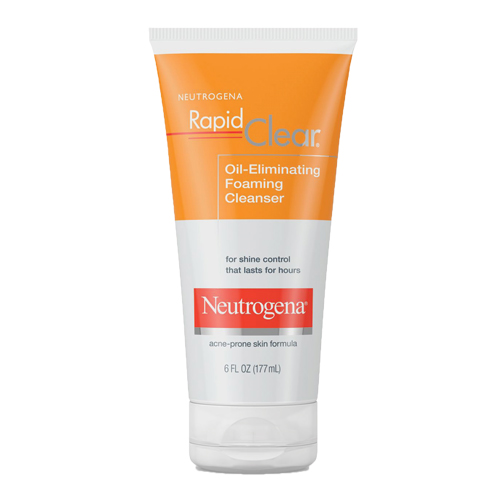 NEUTROGENA
Rapid Clear®
Oil-Eliminating
Foaming
Cleanser
for shine control
that lasts for hours
Neutrogena®
acne-prone skin formula
6 FL OZ (177mL)